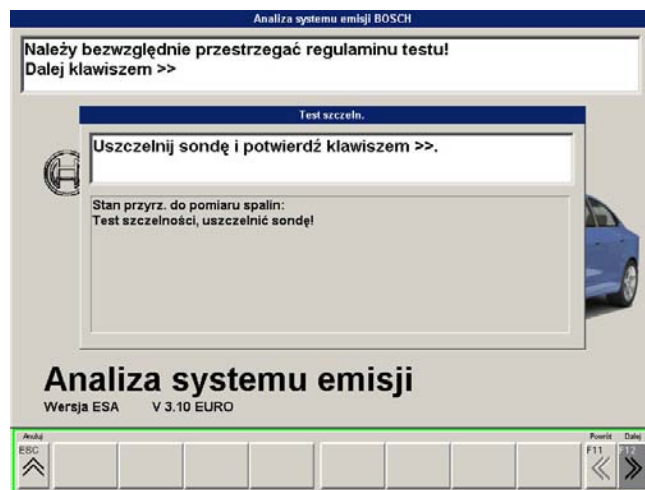 Analiza systemu emisji BOSCH
Należy bezwzględnie przestrzegać regulaminu testu!
Dalej klawiszem >>
Test szczeln.
Uszczelnij sondę i potwierdź klawiszem >>.
Stan przyrz. do pomiaru spalin:
Test szczelności, uszczelnić sondę!
Analiza systemu emisji
Wersja ESA V 3.10 EURO
Anuluj Powrót Dalej
ESC F11 F12